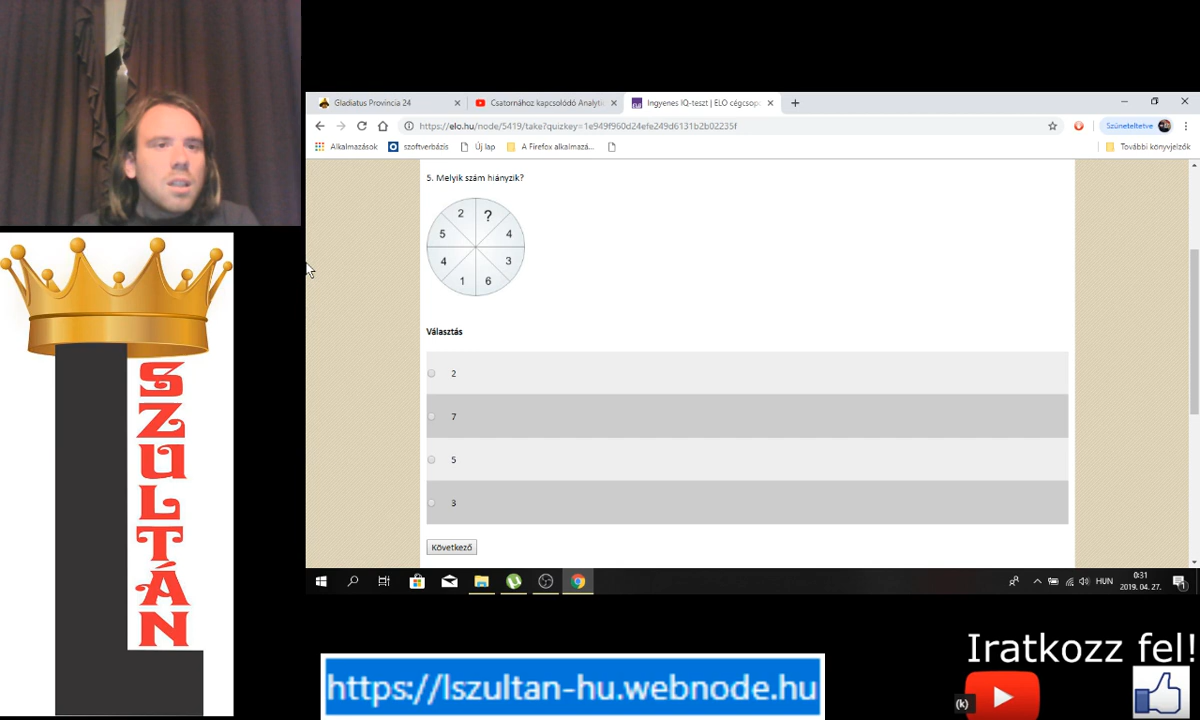 Gladiatus Provincia 24
Csatornához kapcsolódó Analyti
Ingyenes IQ-teszt | ELO cégcsopo
https://elo.hu/node/5419/take?quizkey=1e949f960d24efe249d6131b2b02235f
Szüneteltetve
Alkalmazások
szoftverbázis
Új lap
A Firefox alkalmazá...
További könyvjelzők
5. Melyik szám hiányzik?
2 ?
5 4
4 3
1 6
Választás
2
7
5
3
Következő
HUN
0:31
2019. 04. 27.
SZULTÁN
https://lszultan-hu.webnode.hu
Iratkozz fel!
(k)